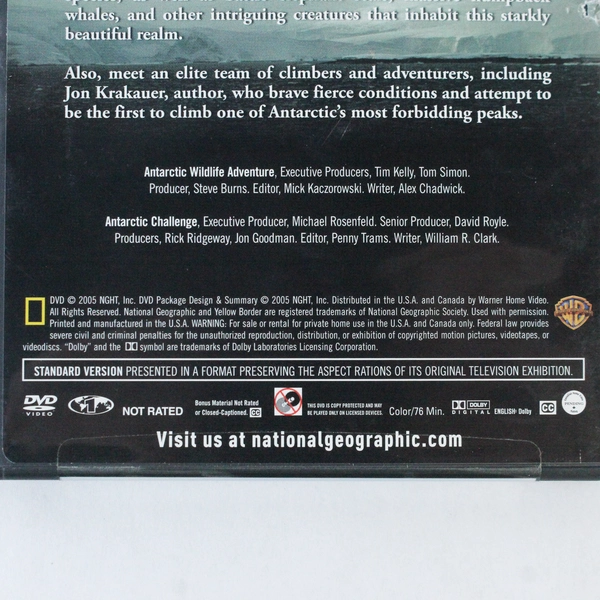 whales, and other intriguing creatures that inhabit this starkly
beautiful realm.
Also, meet an elite team of climbers and adventurers, including
Jon Krakauer, author, who brave fierce conditions and attempt to
be the first to climb one of Antarctic's most forbidding peaks.
Antarctic Wildlife Adventure, Executive Producers, Tim Kelly, Tom Simon.
Producer, Steve Burns. Editor, Mick Kaczorowski. Writer, Alex Chadwick.
Antarctic Challenge, Executive Producer, Michael Rosenfeld. Senior Producer, David Royle.
Producers, Rick Ridgeway, Jon Goodman. Editor, Penny Trams. Writer, William R. Clark.
DVD © 2005 NGHT, Inc. DVD Package Design & Summary © 2005 NGHT, Inc. Distributed in the U.S.A. and Canada by Warner Home Video.
All Rights Reserved. National Geographic and Yellow Border are registered trademarks of National Geographic Society. Used with permission.
Printed and manufactured in the U.S.A. WARNING: For sale or rental for private home use in the U.S.A. and Canada only. Federal law provides
severe civil and criminal penalties for the unauthorized reproduction, distribution, or exhibition of copyrighted motion pictures, videotapes, or
videodiscs. "Dolby" and the symbol are trademarks of Dolby Laboratories Licensing Corporation.
STANDARD VERSION PRESENTED IN A FORMAT PRESERVING THE ASPECT RATIONS OF ITS ORIGINAL TELEVISION EXHIBITION.
DVD VIDEO
1
NOT RATED
Bonus Material Not Rated
or Closed-Captioned. CC
THIS DVD IS COPY PROTECTED AND MAY
BE PLAYED ONLY ON LICENSED DEVICES.
Color/76 Min.
DOLBY DIGITAL
ENGLISH: Dolby
CC
Visit us at nationalgeographic.com